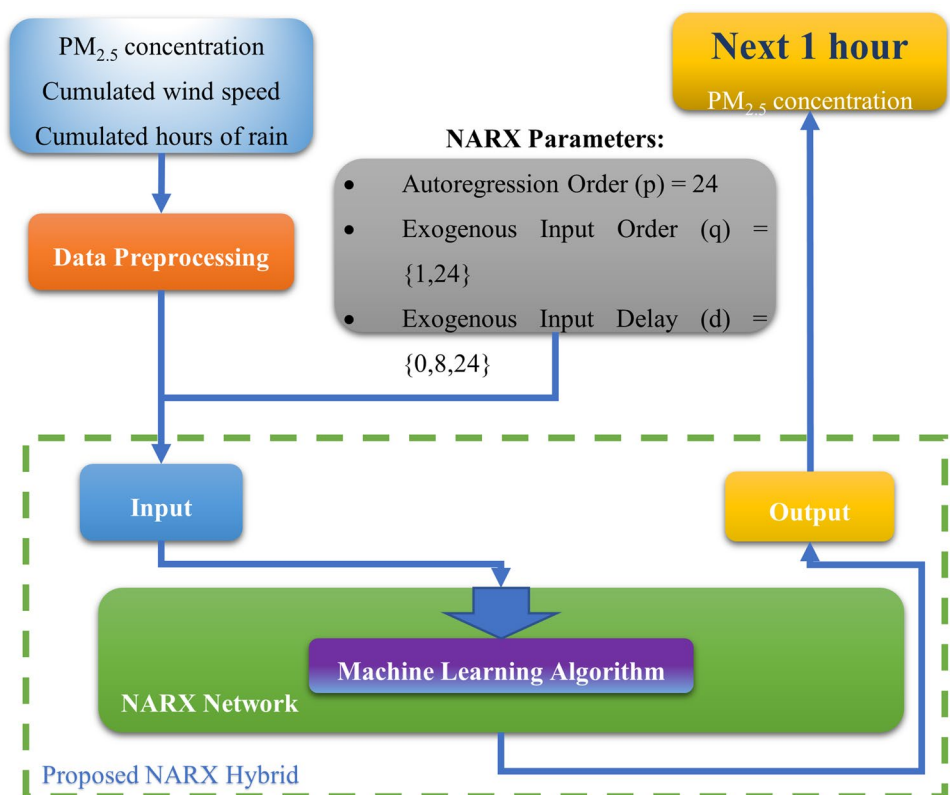 PM2.5 concentration
Cumulated wind speed
Cumulated hours of rain
Data Preprocessing
NARX Parameters:
• Autoregression Order (p) = 24
• Exogenous Input Order (q) =
{1,24}
• Exogenous Input Delay (d) =
{0,8,24}
Next 1 hour
PM2.5 concentration
Input
Output
Machine Learning Algorithm
NARX Network
Proposed NARX Hybrid